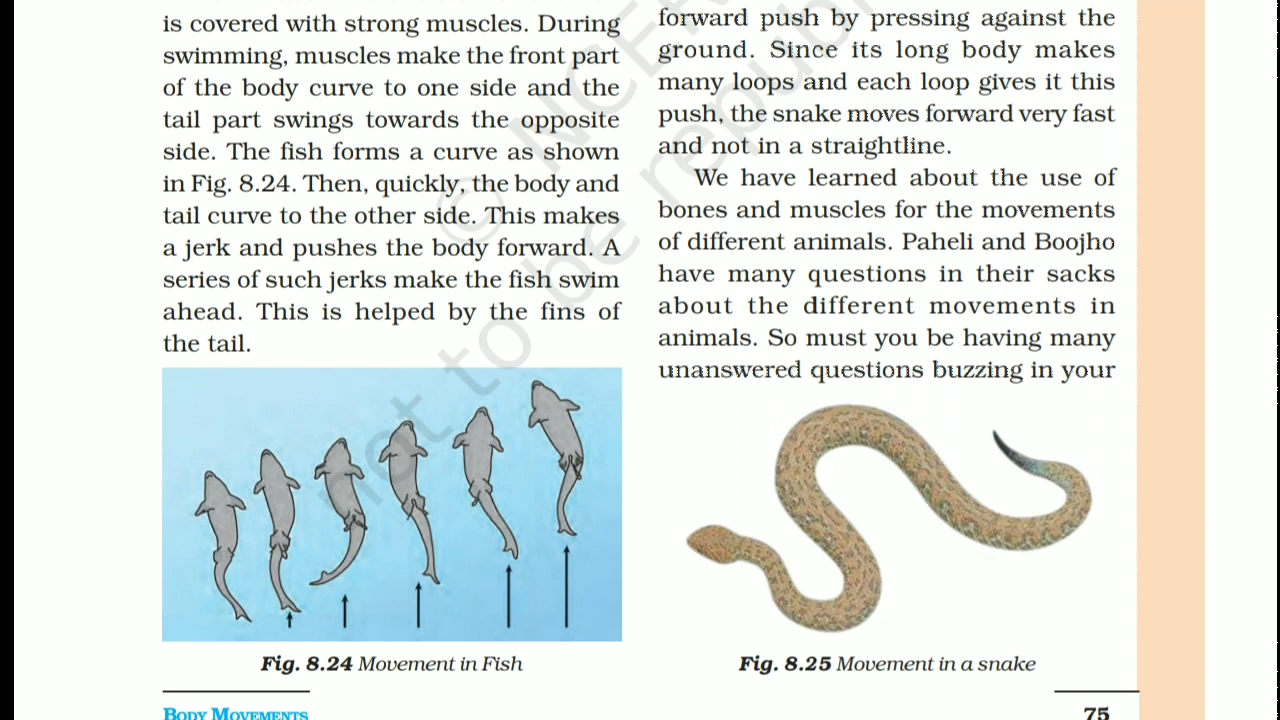 is covered with strong muscles. During
swimming, muscles make the front part
of the body curve to one side and the
tail part swings towards the opposite
side. The fish forms a curve as shown
in Fig. 8.24. Then, quickly, the body and
tail curve to the other side. This makes
a jerk and pushes the body forward. A
series of such jerks make the fish swim
ahead. This is helped by the fins of
the tail.
Fig. 8.24 Movement in Fish
forward push by pressing against the
ground. Since its long body makes
many loops and each loop gives it this
push, the snake moves forward very fast
and not in a straightline.
We have learned about the use of
bones and muscles for the movements
of different animals. Paheli and Boojho
have many questions in their sacks
about the different movements in
animals. So must you be having many
unanswered questions buzzing in your
Fig. 8.25 Movement in a snake
BODY MOVEMENTS
75
© NCER
not to be republ